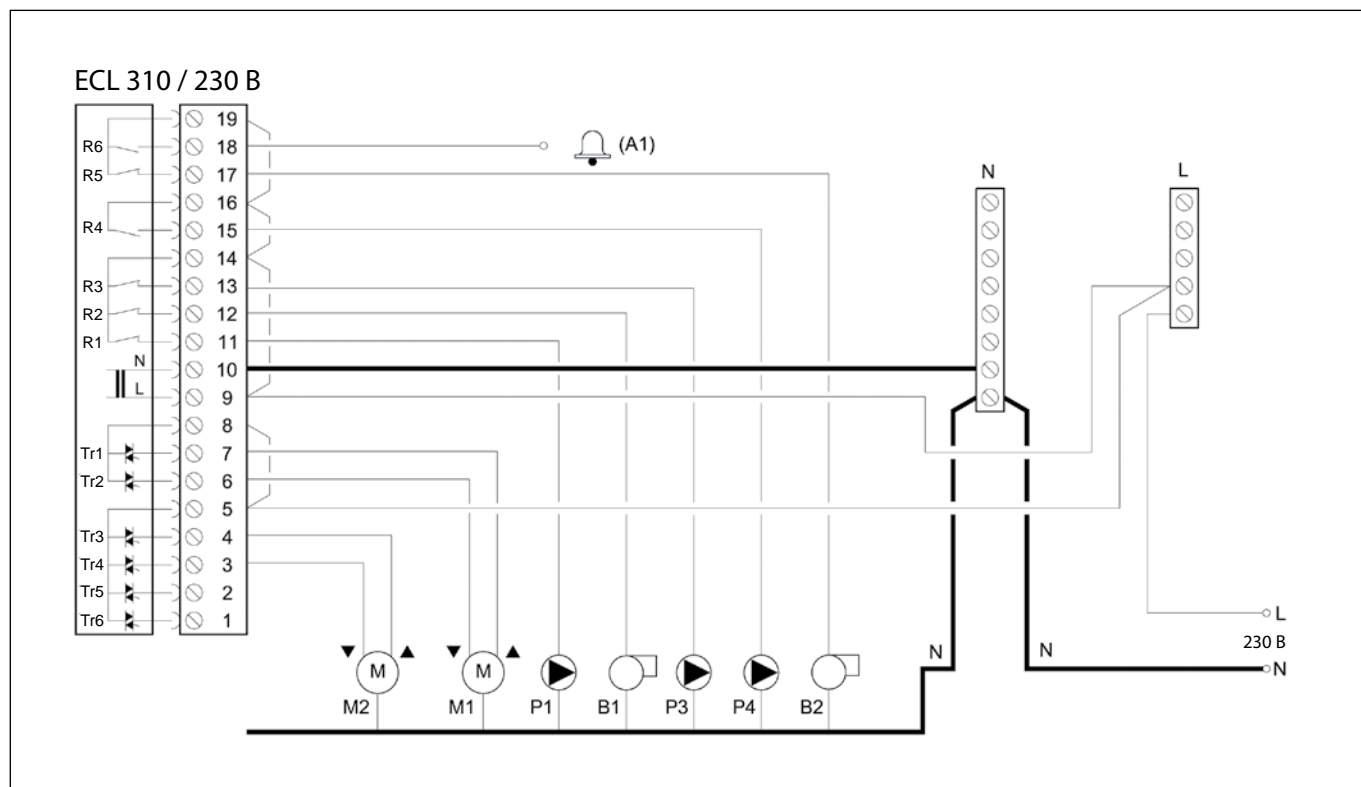 ECL 310 / 230 В
19
R6 18 (A1)
R5 17
N L
16
R4 15
14
R3 13
R2 12
R1 11
N 10
L 9
8
Tr1 7
Tr2 6
5
Tr3 4
Tr4 3
Tr5 2
Tr6 1
L
230 В
N N N
M M
M2 M1 P1 B1 P3 P4 B2